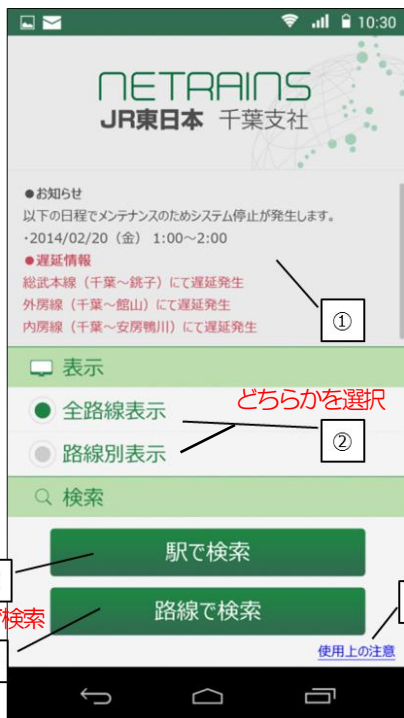 10:30
NETRAINS
JR東日本 千葉支社
●お知らせ
以下の日程でメンテナンスのためシステム停止が発生します。
・2014/02/20（金） 1:00～2:00
●遅延情報
総武本線（千葉～銚子）にて遅延発生
外房線（千葉～館山）にて遅延発生
内房線（千葉～安房鴨川）にて遅延発生
①
表示
どちらかを選択
全路線表示
②
路線別表示
検索
駅で検索
で検索
路線で検索
使用上の注意